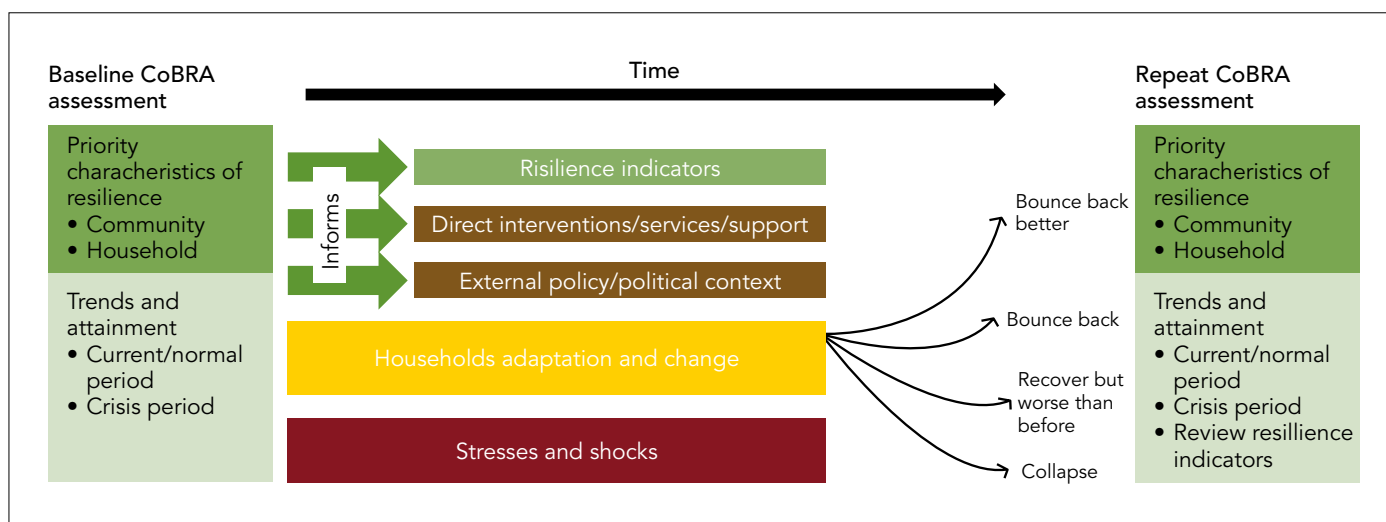 Baseline CoBRA
assessment
Priority
characheristics of
resilience
• Community
• Household
Trends and
attainment
• Current/normal
period
• Crisis period
Time
Informs
Risilience indicators
Direct interventions/services/support
External policy/political context
Households adaptation and change
Stresses and shocks
Bounce back
better
Bounce back
Recover but
worse than
before
Collapse
Repeat CoBRA
assessment
Priority
characheristics of
resilience
• Community
• Household
Trends and
attainment
• Current/normal
period
• Crisis period
• Review resillience
indicators